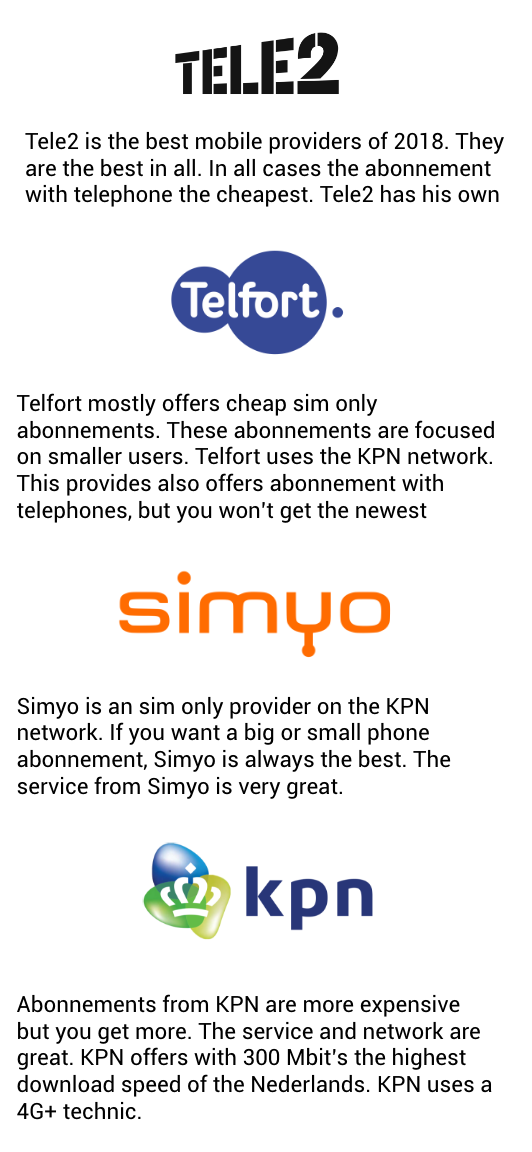 TELE2
Tele2 is the best mobile providers of 2018. They
are the best in all. In all cases the abonnement
with telephone the cheapest. Tele2 has his own
Telfort.
Telfort mostly offers cheap sim only
abonnements. These abonnements are focused
on smaller users. Telfort uses the KPN network.
This provides also offers abonnement with
telephones, but you won't get the newest
simyo
Simyo is an sim only provider on the KPN
network. If you want a big or small phone
abonnement, Simyo is always the best. The
service from Simyo is very great.
kpn
Abonnements from KPN are more expensive
but you get more. The service and network are
great. KPN offers with 300 Mbit's the highest
download speed of the Nederlands. KPN uses a
4G+ technic.